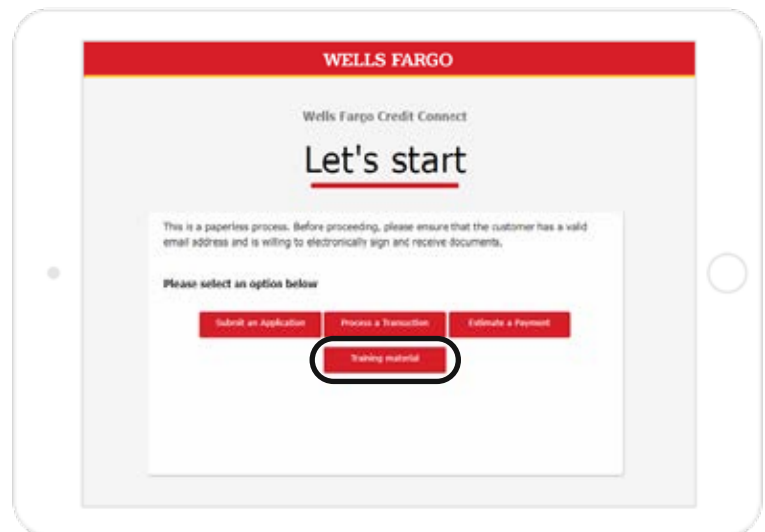 WELLS FARGO
Wells Fargo Credit Connect
Let's start
This is a paperless process. Before proceeding, please ensure that the customer has a valid
email address and is willing to electronically sign and receive documents.
Please select an option below
Submit an Application Process a Transaction Estimate a Payment
Training material